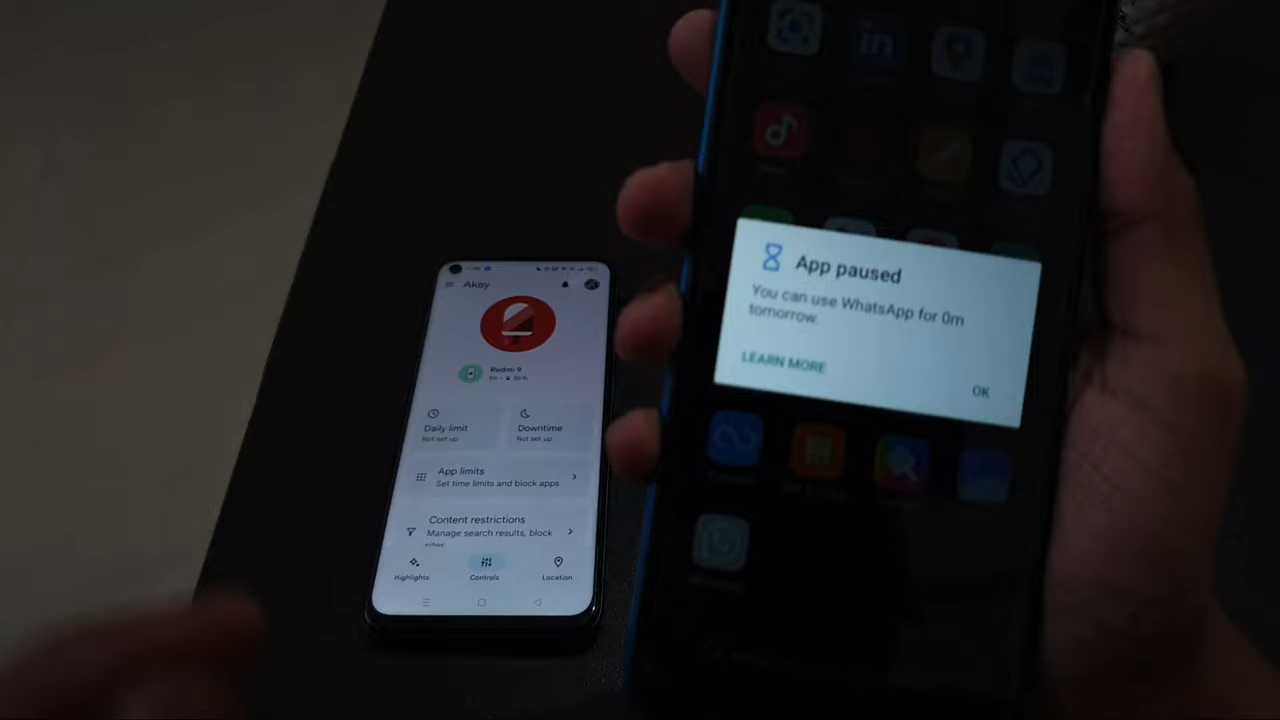 Akay
Redmi 9
Daily limit
Not set up
Downtime
Not set up
App limits
Set time limits and block apps
Content restrictions
Manage search results, block
sites
Highlights
Controls
Location
in
App paused
You can use WhatsApp for 0m
tomorrow.
LEARN MORE
OK